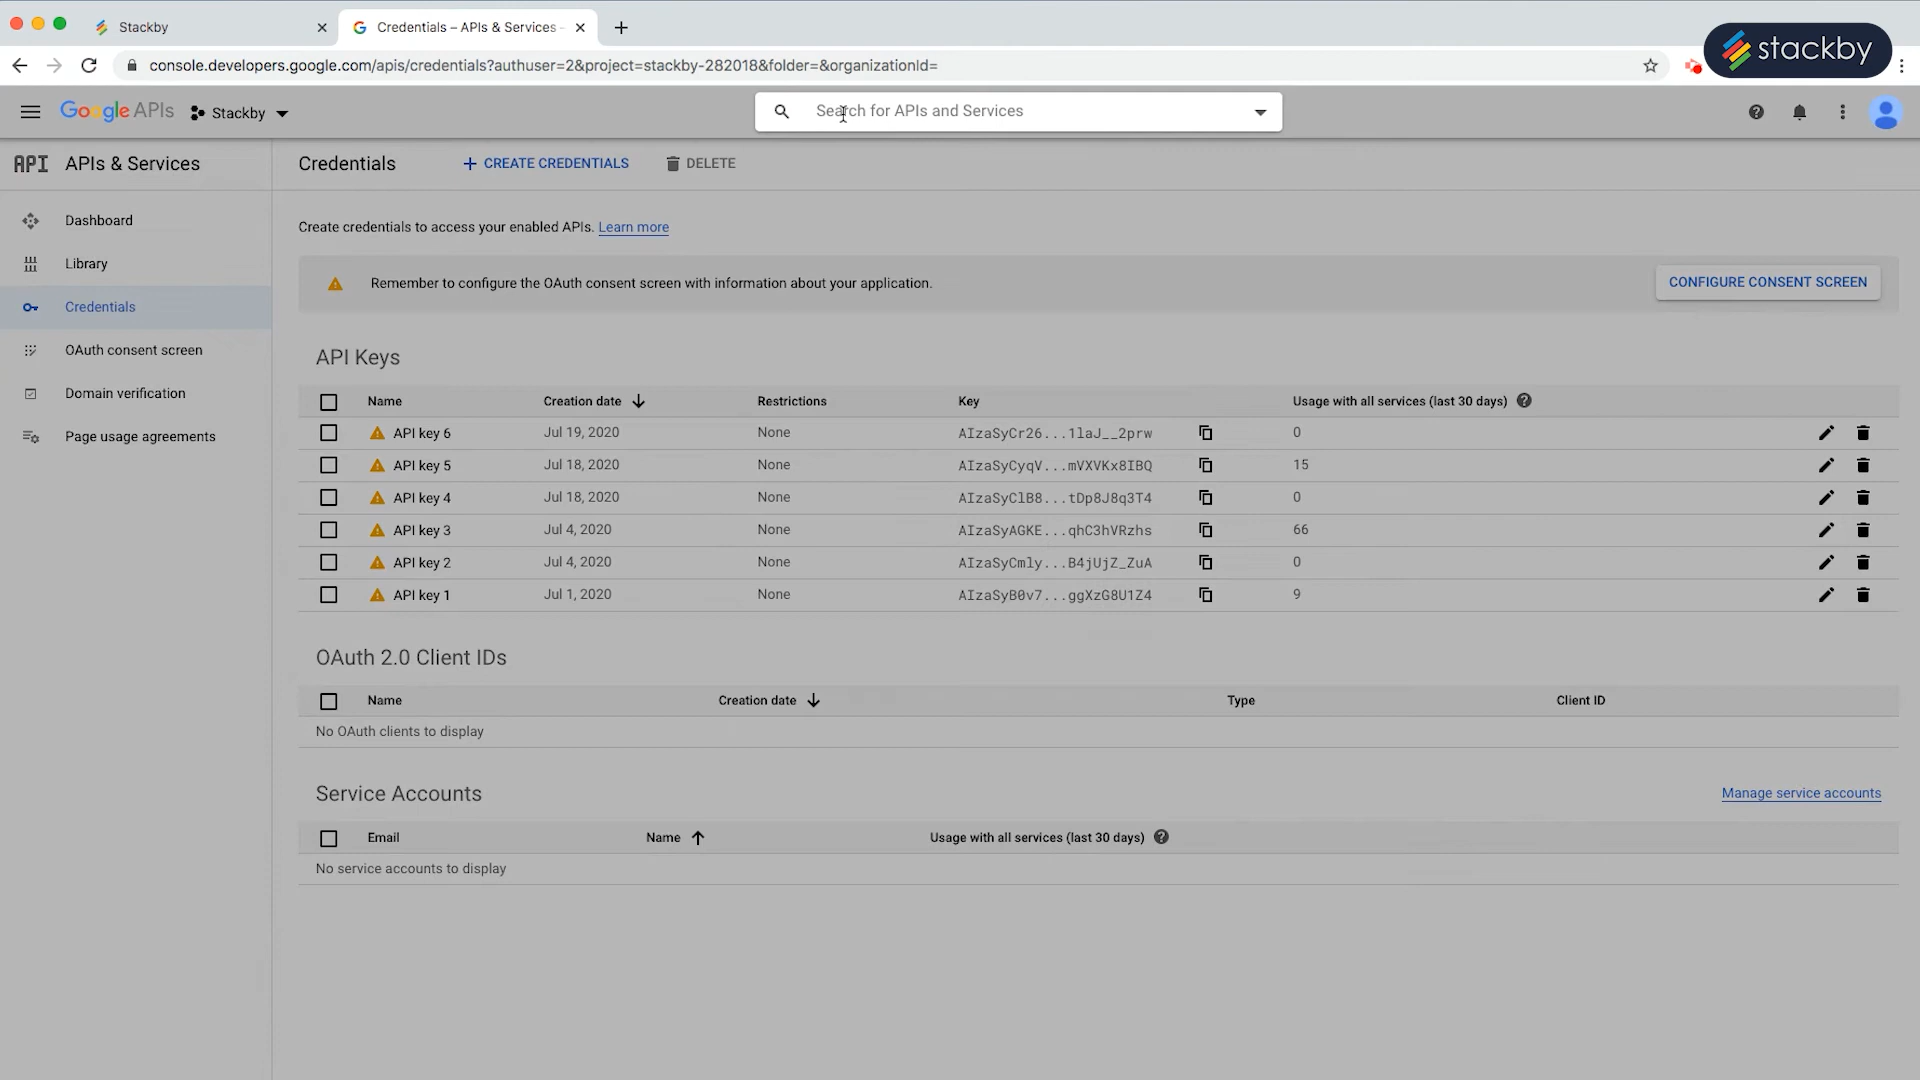 Stackby
Credentials – APIs & Services –
console.developers.google.com/apis/credentials?authuser=2&project=stackby-282018&folder=&organizationId=
stackby
Google APIs
Stackby
Search for APIs and Services
API APIs & Services
Credentials
CREATE CREDENTIALS
DELETE
Dashboard
Library
Credentials
OAuth consent screen
Domain verification
Page usage agreements
Create credentials to access your enabled APIs. Learn more
Remember to configure the OAuth consent screen with information about your application.
CONFIGURE CONSENT SCREEN
API Keys
Name Creation date Restrictions Key Usage with all services (last 30 days)
API key 6 Jul 19, 2020 None AIzaSyCr26...1laJ__2prw 0
API key 5 Jul 18, 2020 None AIzaSyCyqV...mVXVKx8IBQ 15
API key 4 Jul 18, 2020 None AIzaSyClB8...tDp8J8q3T4 0
API key 3 Jul 4, 2020 None AIzaSyAGKE...qhC3hVRzhs 66
API key 2 Jul 4, 2020 None AIzaSyCmly...B4jUjZ_ZuA 0
API key 1 Jul 1, 2020 None AIzaSyB0v7...ggXzG8U1Z4 9
OAuth 2.0 Client IDs
Name Creation date Type Client ID
No OAuth clients to display
Service Accounts
Manage service accounts
Email Name Usage with all services (last 30 days)
No service accounts to display